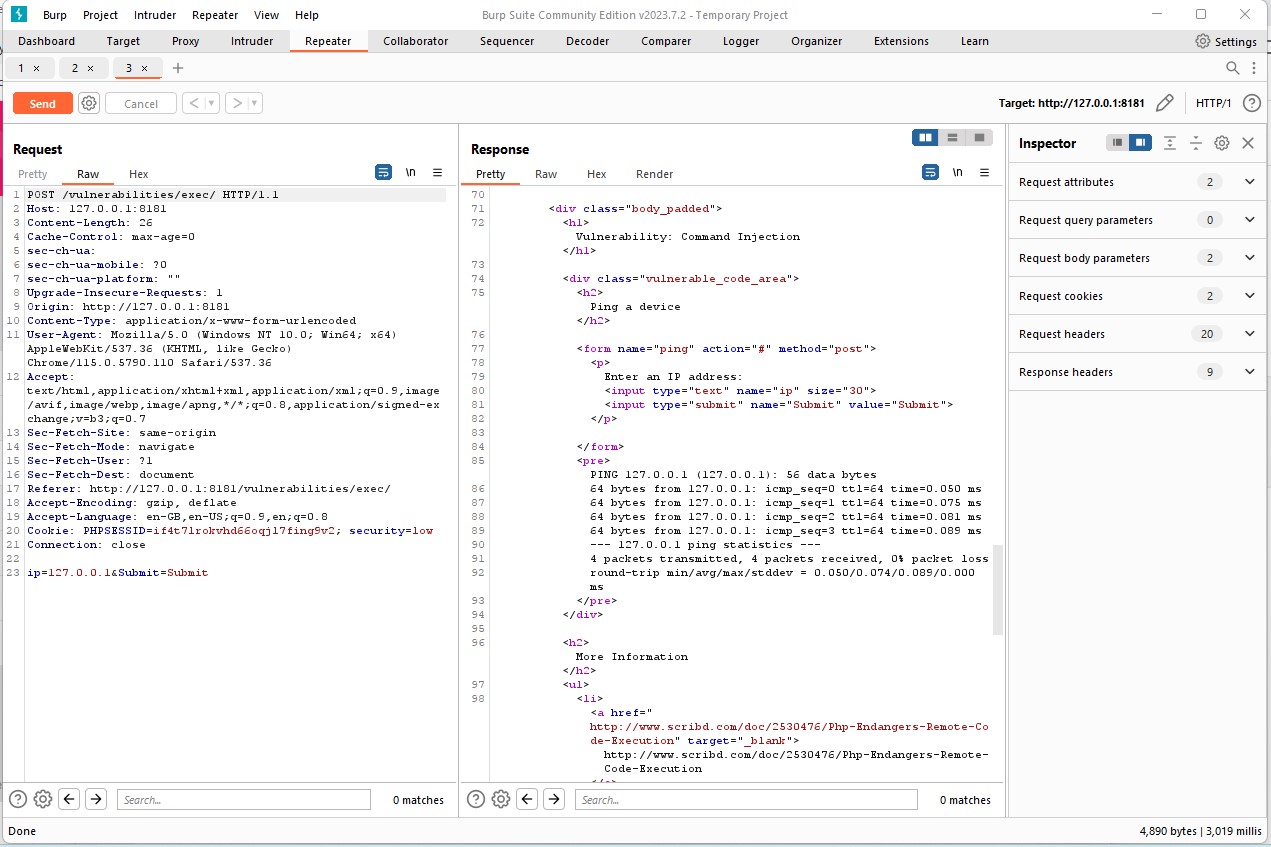 Burp Project Intruder Repeater View Help
Burp Suite Community Edition v2023.7.2 - Temporary Project
Dashboard Target Proxy Intruder Repeater Collaborator Sequencer Decoder Comparer Logger Organizer Extensions Learn Settings
1 × 2 × 3 × +
Send Cancel < >
Target: http://127.0.0.1:8181 HTTP/1 ?
Request
Pretty Raw Hex \n
1 POST /vulnerabilities/exec/ HTTP/1.1
2 Host: 127.0.0.1:8181
3 Content-Length: 26
4 Cache-Control: max-age=0
5 sec-ch-ua:
6 sec-ch-ua-mobile: ?0
7 sec-ch-ua-platform: ""
8 Upgrade-Insecure-Requests: 1
9 Origin: http://127.0.0.1:8181
10 Content-Type: application/x-www-form-urlencoded
11 User-Agent: Mozilla/5.0 (Windows NT 10.0; Win64; x64)
AppleWebKit/537.36 (KHTML, like Gecko)
Chrome/115.0.5790.110 Safari/537.36
12 Accept:
text/html,application/xhtml+xml,application/xml;q=0.9,image
/avif,image/webp,image/apng,*/*;q=0.8,application/signed-ex
change;v=b3;q=0.7
13 Sec-Fetch-Site: same-origin
14 Sec-Fetch-Mode: navigate
15 Sec-Fetch-User: ?1
16 Sec-Fetch-Dest: document
17 Referer: http://127.0.0.1:8181/vulnerabilities/exec/
18 Accept-Encoding: gzip, deflate
19 Accept-Language: en-GB,en-US;q=0.9,en;q=0.8
20 Cookie: PHPSESSID=if4t7lrokvhd66oqjl7fing9v2; security=low
21 Connection: close
22
23 ip=127.0.0.1&Submit=Submit
? Search... 0 matches
Response
Pretty Raw Hex Render \n
70
71 <div class="body_padded">
72 <h1>
Vulnerability: Command Injection
</h1>
73
74 <div class="vulnerable_code_area">
75 <h2>
Ping a device
</h2>
76
77 <form name="ping" action="#" method="post">
78 <p>
79 Enter an IP address:
80 <input type="text" name="ip" size="30">
81 <input type="submit" name="Submit" value="Submit">
82 </p>
83
84 </form>
85 <pre>
PING 127.0.0.1 (127.0.0.1): 56 data bytes
86 64 bytes from 127.0.0.1: icmp_seq=0 ttl=64 time=0.050 ms
87 64 bytes from 127.0.0.1: icmp_seq=1 ttl=64 time=0.075 ms
88 64 bytes from 127.0.0.1: icmp_seq=2 ttl=64 time=0.081 ms
89 64 bytes from 127.0.0.1: icmp_seq=3 ttl=64 time=0.089 ms
90 --- 127.0.0.1 ping statistics ---
91 4 packets transmitted, 4 packets received, 0% packet loss
92 round-trip min/avg/max/stddev = 0.050/0.074/0.089/0.000
ms
93 </pre>
94 </div>
95
96 <h2>
More Information
</h2>
97 <ul>
98 <li>
<a href="
http://www.scribd.com/doc/2530476/Php-Endangers-Remote-Co
de-Execution" target="_blank">
http://www.scribd.com/doc/2530476/Php-Endangers-Remote-
Code-Execution
? Search... 0 matches
Inspector
Request attributes 2
Request query parameters 0
Request body parameters 2
Request cookies 2
Request headers 20
Response headers 9
Done
4,890 bytes | 3,019 millis